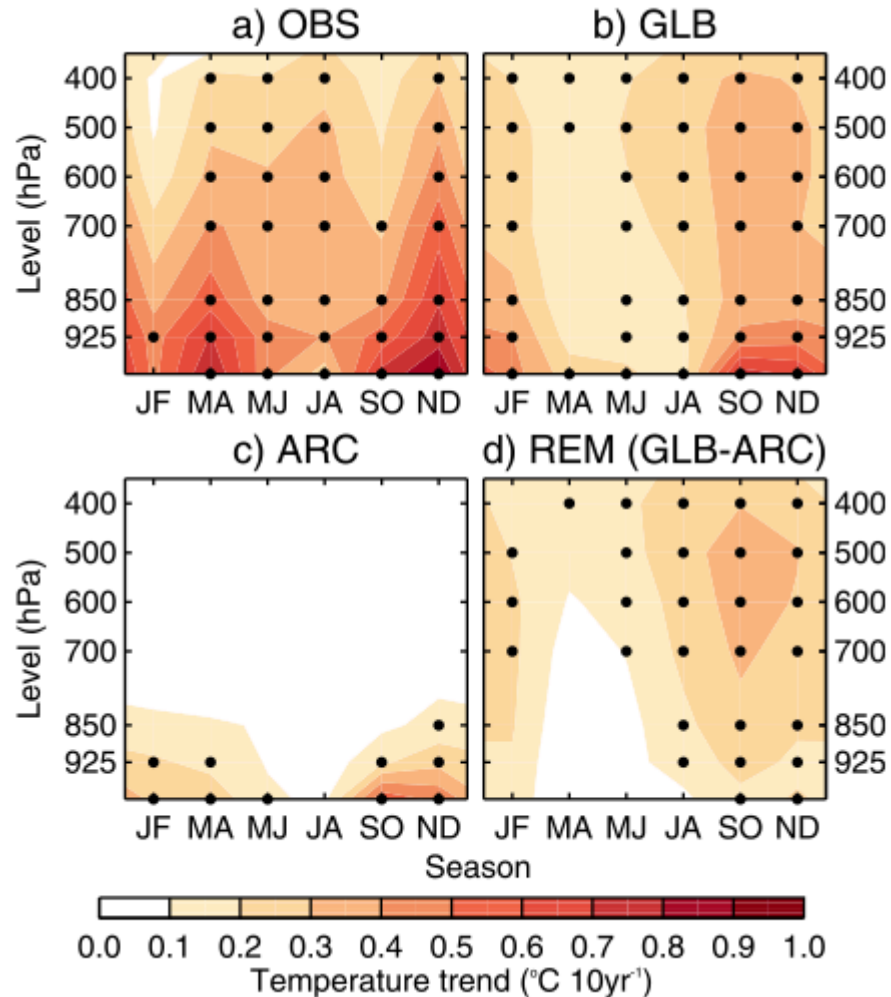 a) OBS b) GLB
400 400
500 500
600 600
700 700
850 850
925 925
Level (hPa)
JF MA MJ JA SO ND JF MA MJ JA SO ND
c) ARC d) REM (GLB-ARC)
400 400
500 500
600 600
700 700
850 850
925 925
Level (hPa)
JF MA MJ JA SO ND JF MA MJ JA SO ND
Season
0.0 0.1 0.2 0.3 0.4 0.5 0.6 0.7 0.8 0.9 1.0
Temperature trend (°C 10yr⁻¹)